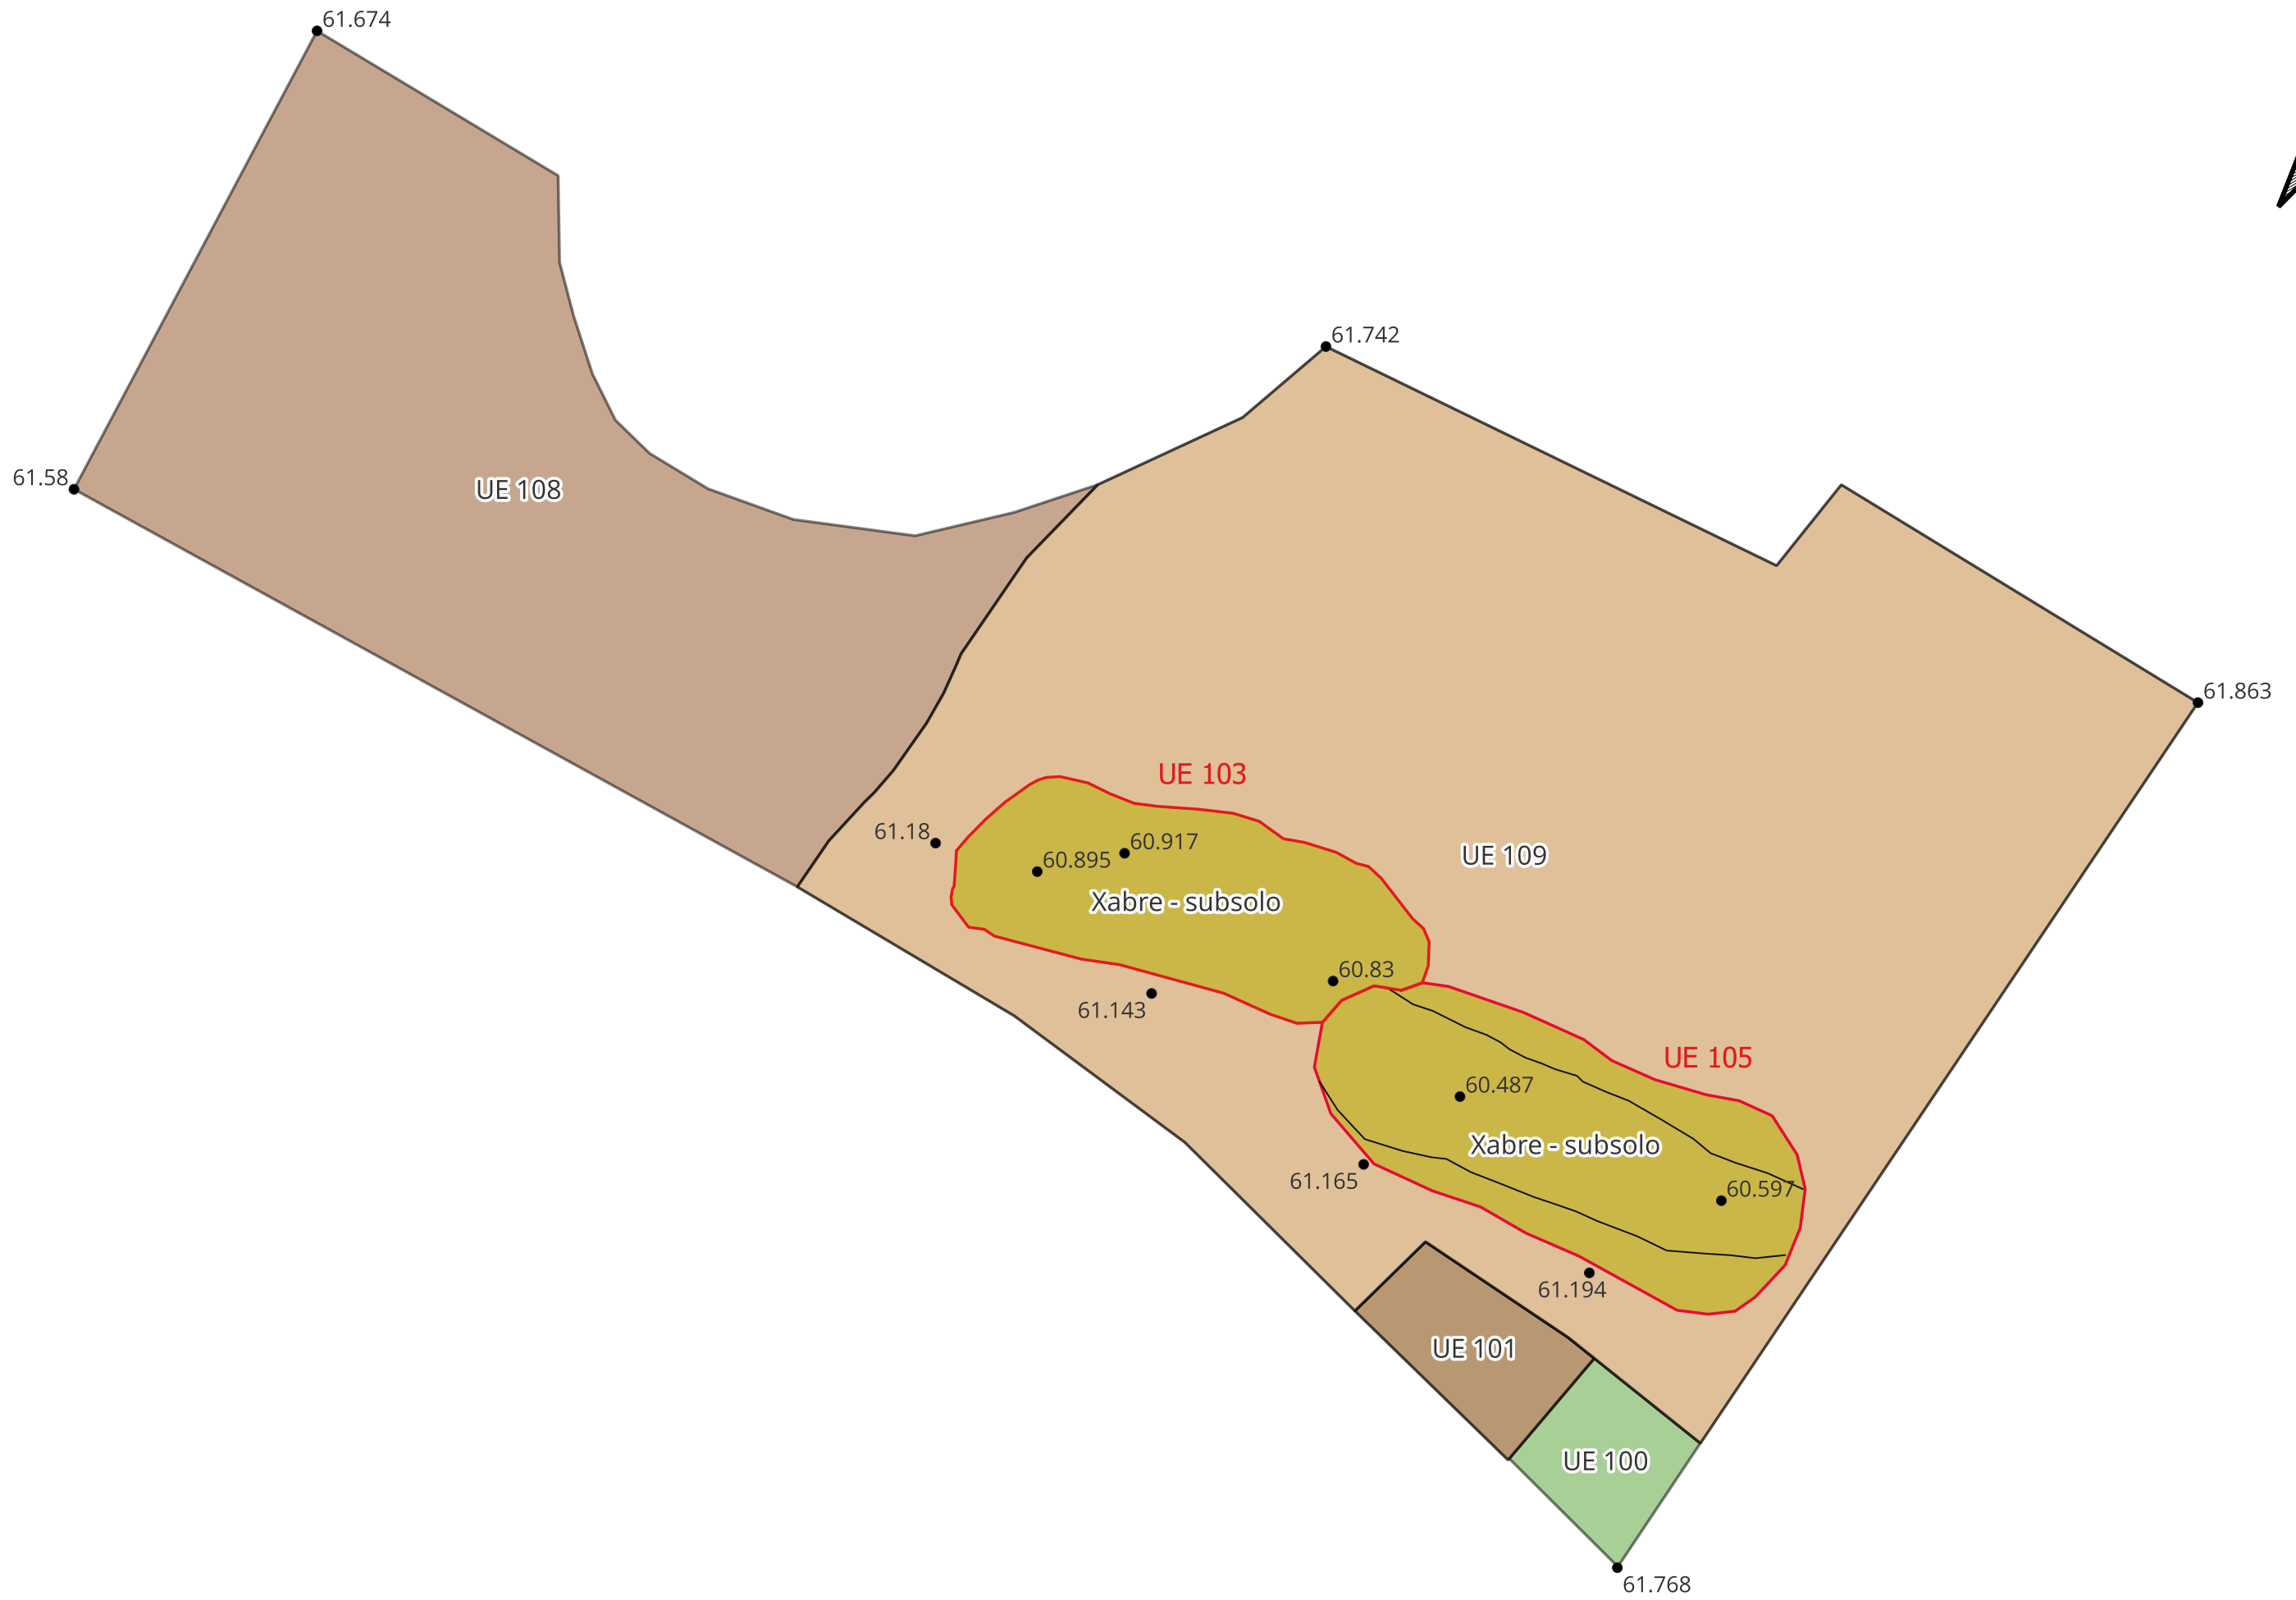 61.674
61.742
61.58
UE 108
61.863
UE 103
61.18
60.917
60.895
UE 109
Xabre - subsolo
60.83
61.143
UE 105
60.487
Xabre - subsolo
61.165
60.597
61.194
UE 101
UE 100
61.768